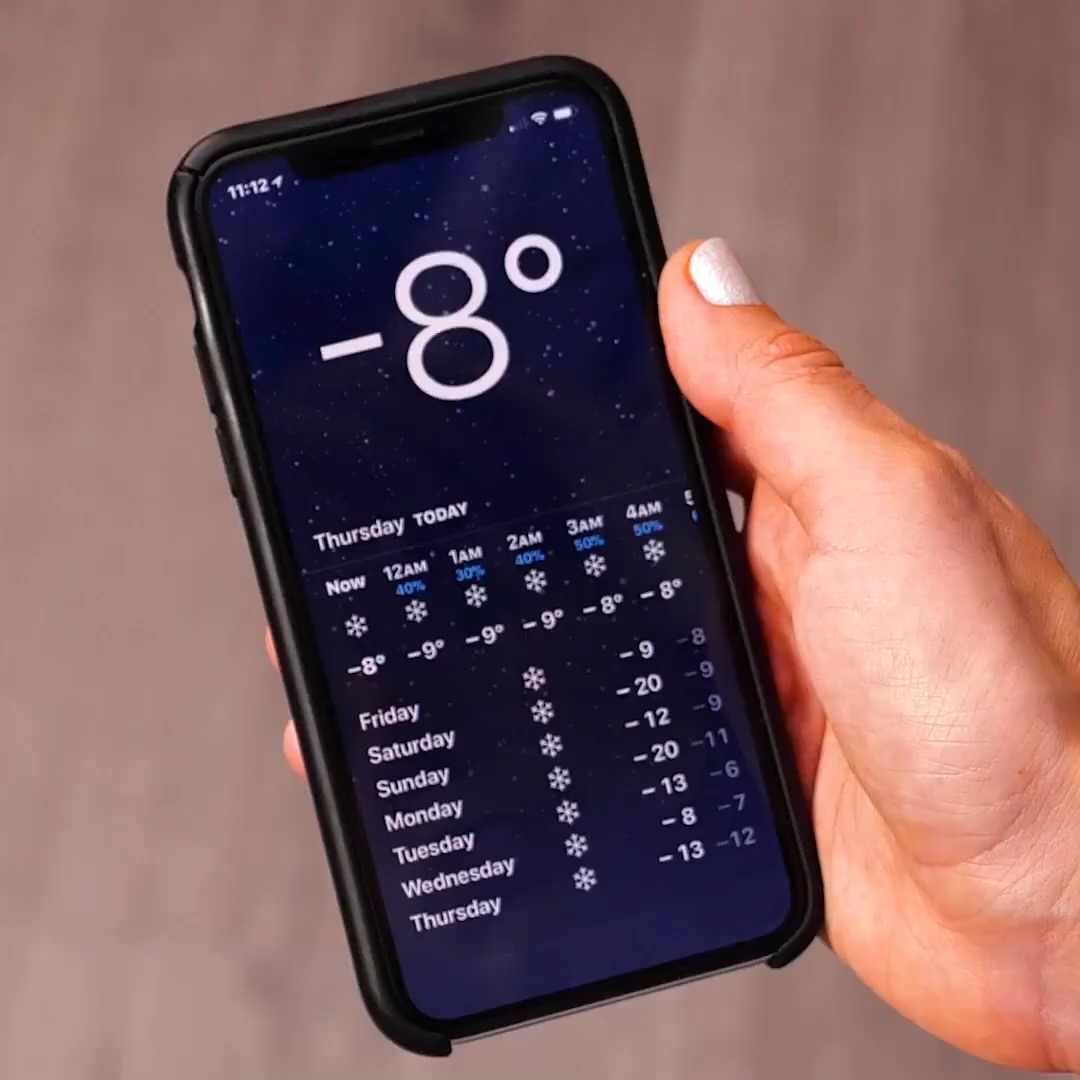 11:12
-8°
Thursday TODAY
Now 12AM 1AM 2AM 3AM 4AM
40% 30% 40% 50% 50%
-8° -9° -9° -9° -8° -8°
Friday -9 -8
Saturday -20 -9
Sunday -12 -9
Monday -20 -11
Tuesday -13 -6
Wednesday -8 -7
Thursday -13 -12